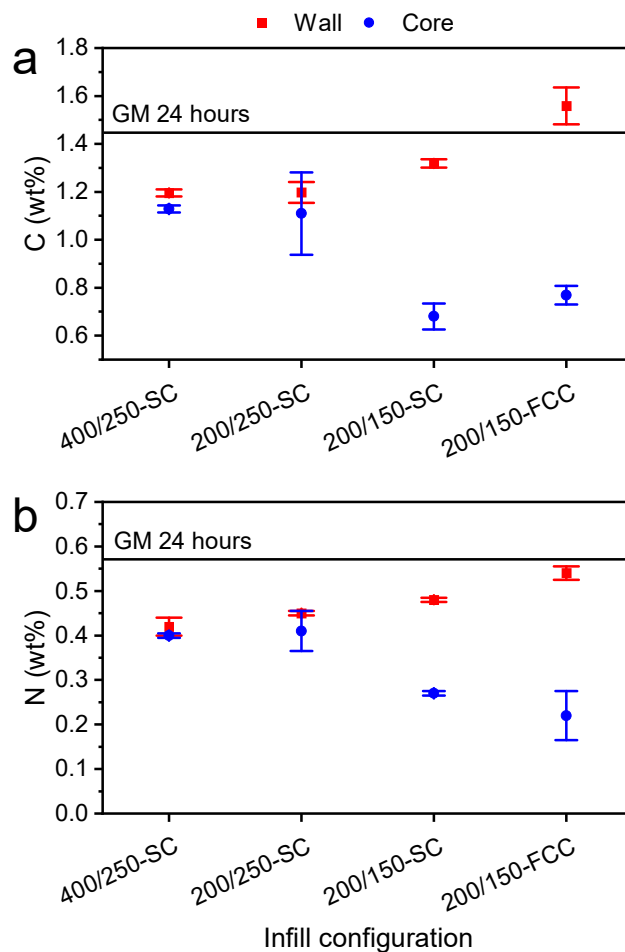 Wall Core
a
1.8
1.6
1.4
1.2
1.0
0.8
0.6
C (wt%)
GM 24 hours
400/250-SC
200/250-SC
200/150-SC
200/150-FCC
b
0.7
0.6
0.5
0.4
0.3
0.2
0.1
0.0
N (wt%)
GM 24 hours
400/250-SC
200/250-SC
200/150-SC
200/150-FCC
Infill configuration